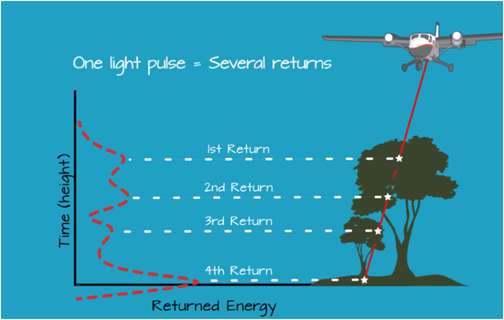 One light pulse = Several returns
1st Return
2nd Return
3rd Return
4th Return
Time (height)
Returned Energy